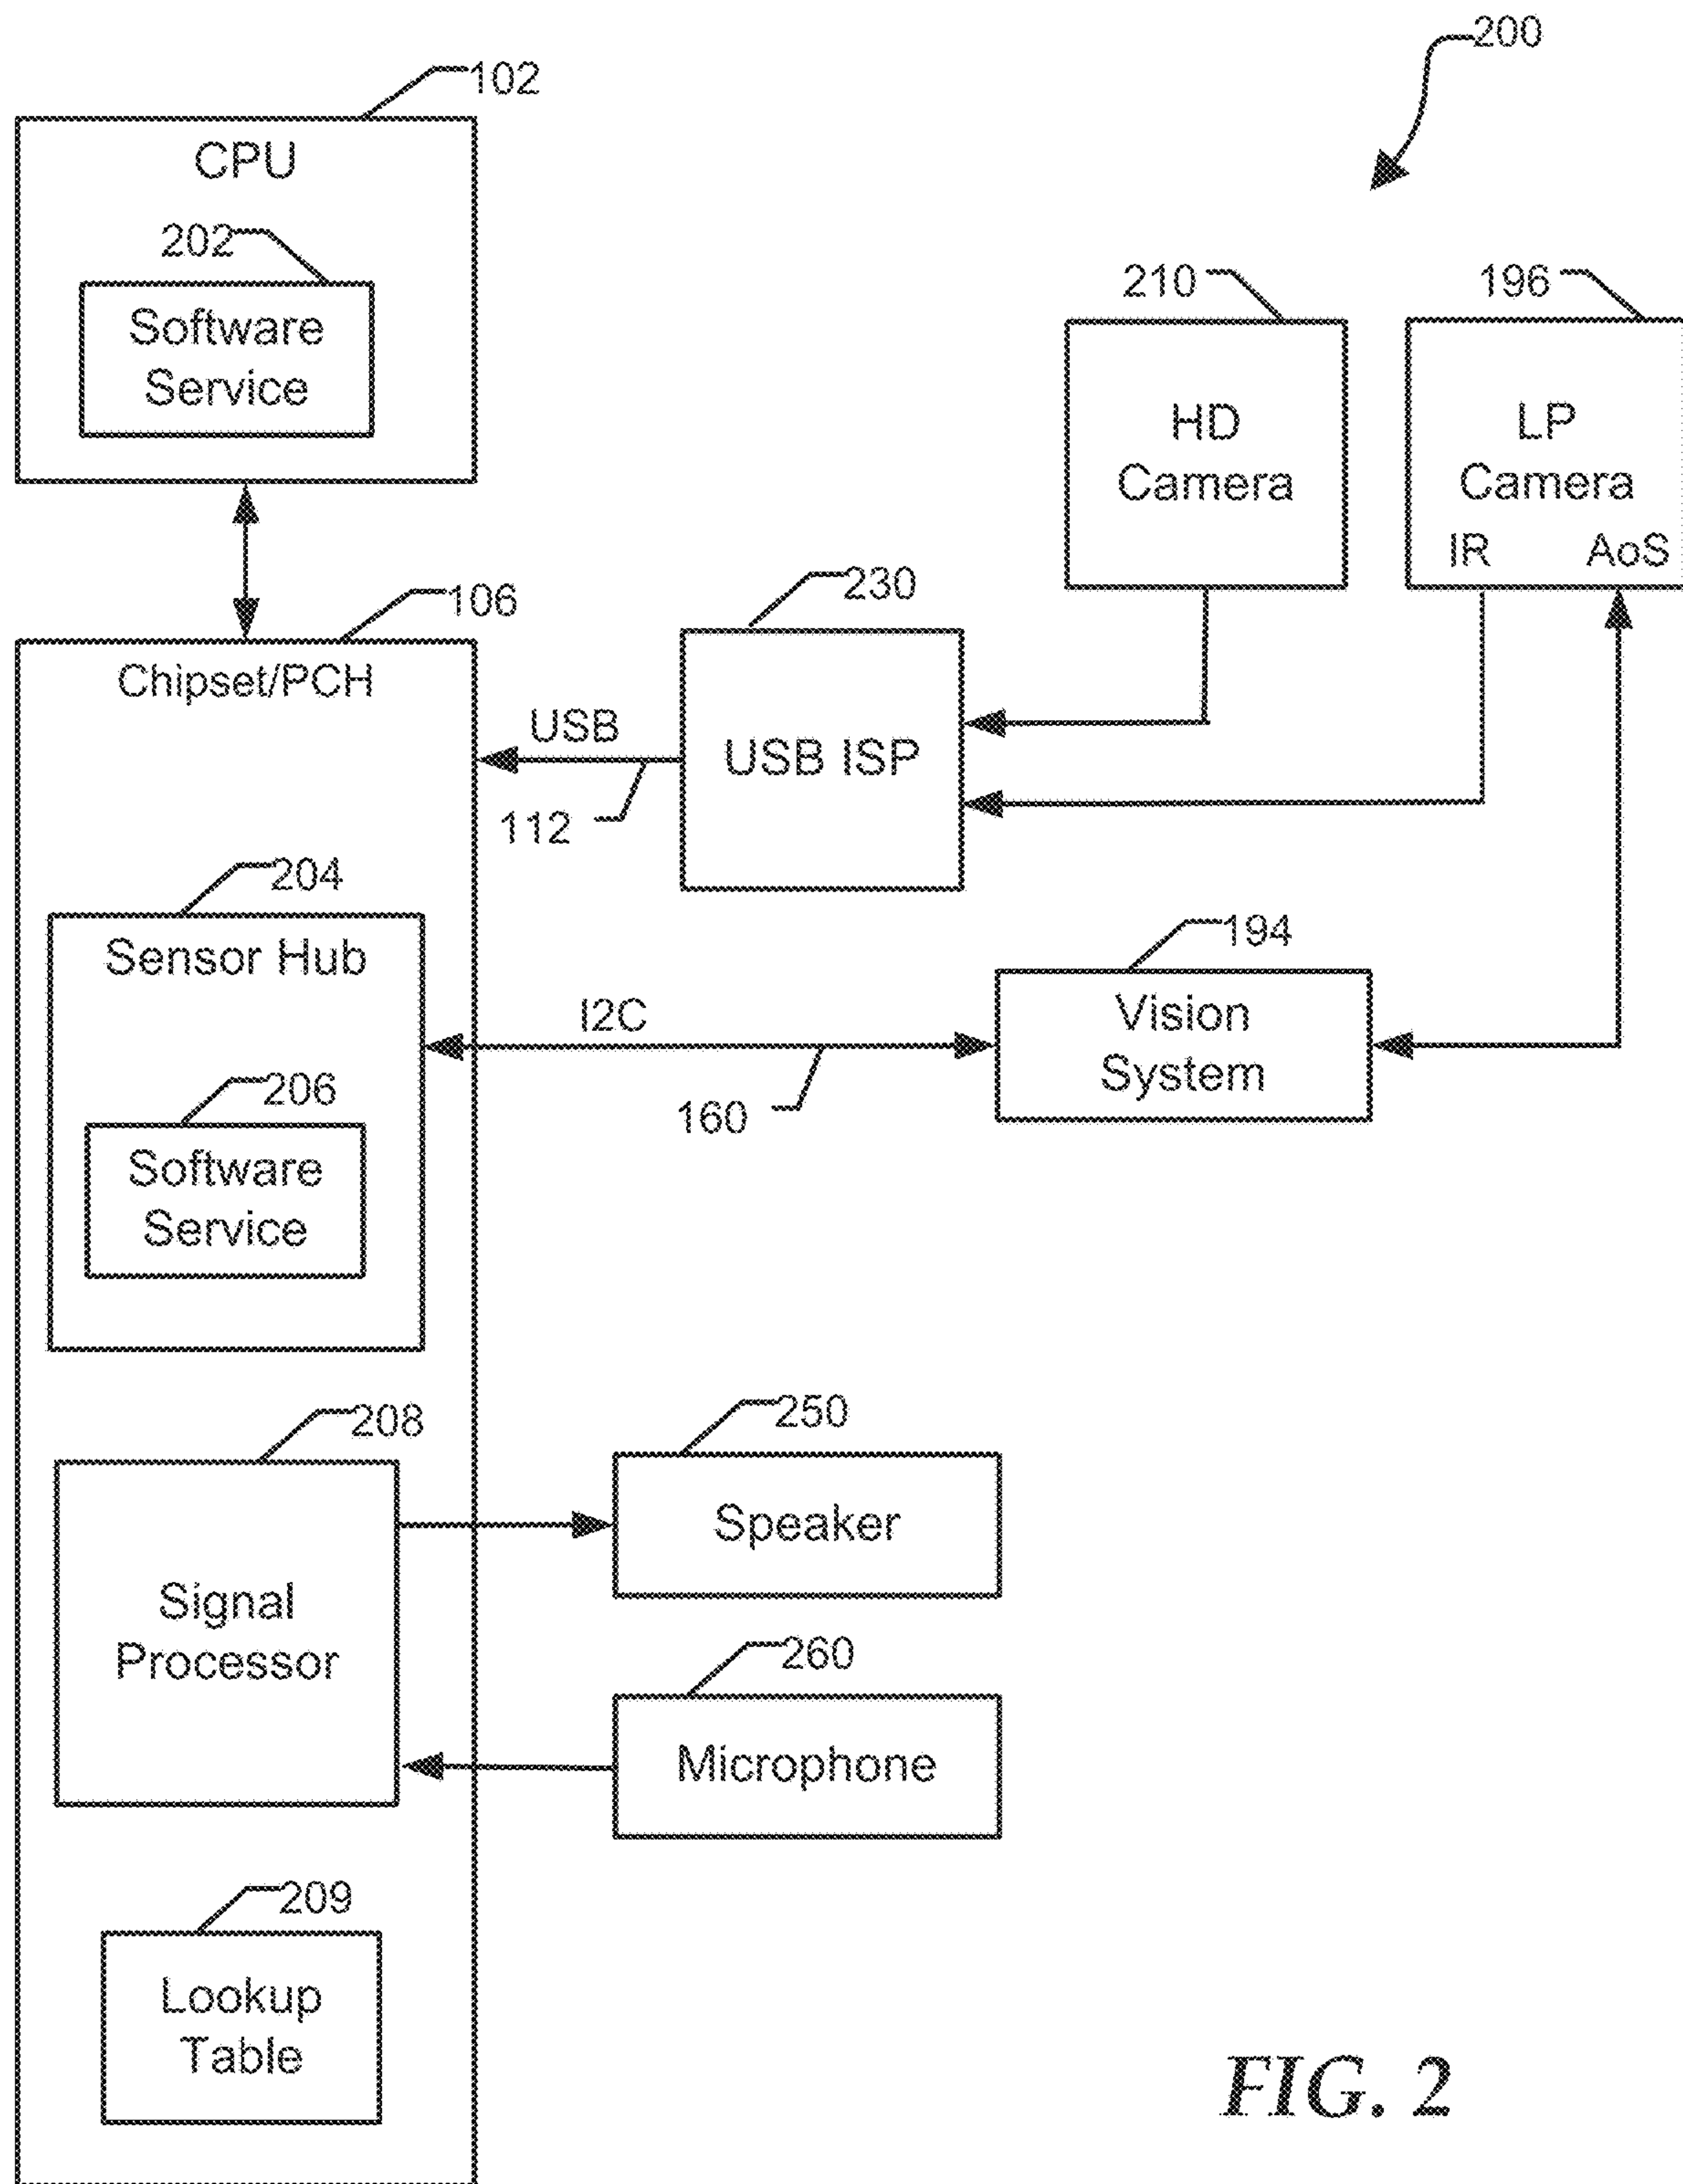 200
102
CPU
202
Software
Service
210
196
HD
Camera
LP
Camera
IR
AoS
106
Chipset/PCH
230
USB ISP
USB
112
204
Sensor Hub
194
Vision
System
I2C
160
206
Software
Service
208
Signal
Processor
250
Speaker
260
Microphone
209
Lookup
Table
FIG. 2